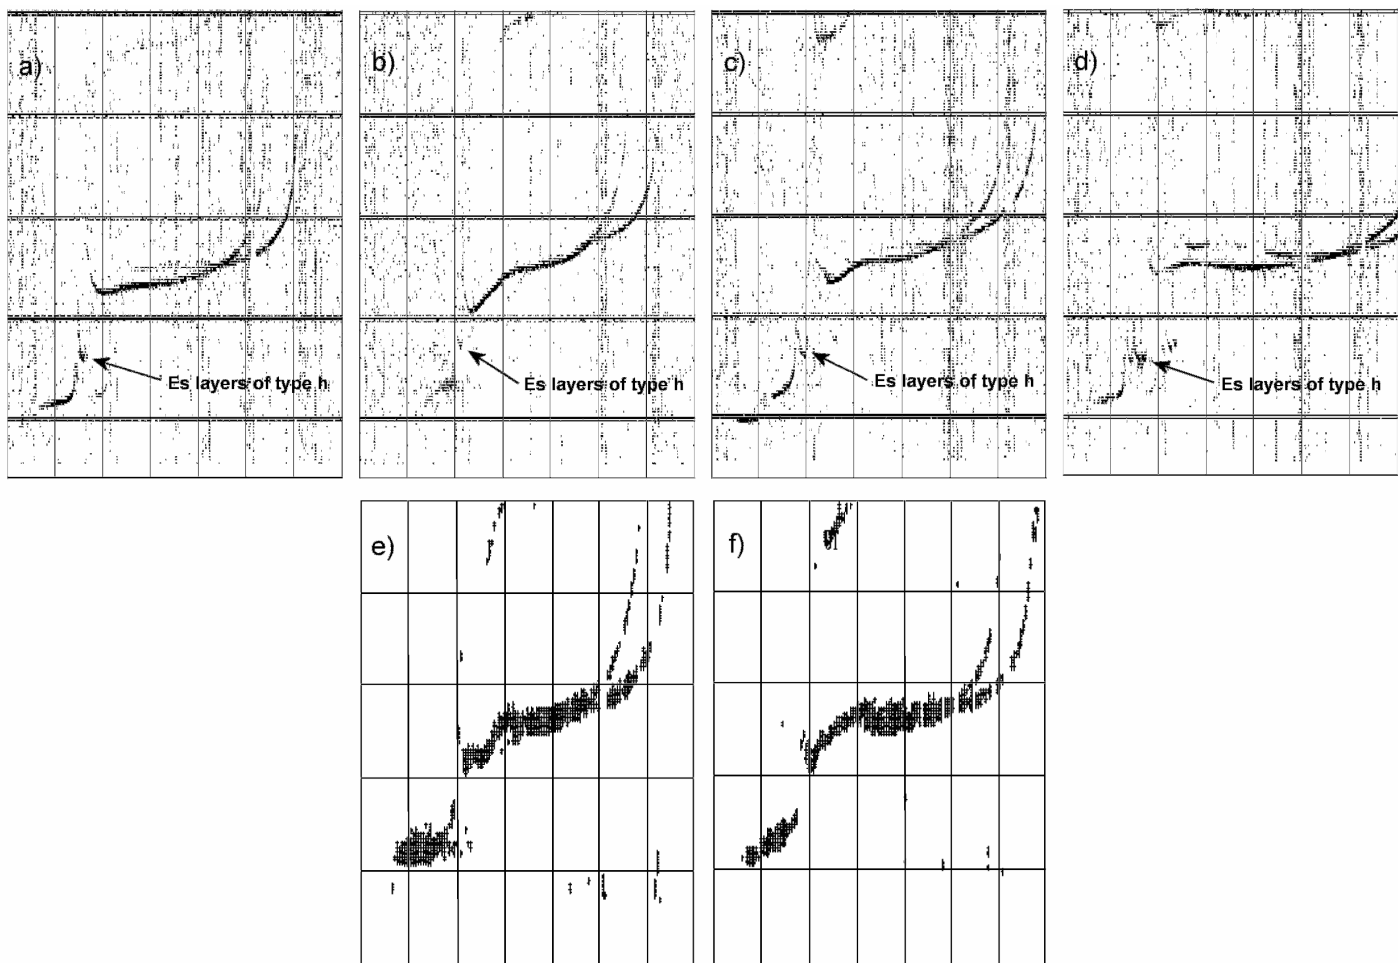 a)
b)
c)
d)
Es layers of type h
Es layers of type h
Es layers of type h
Es layers of type h
e)
f)